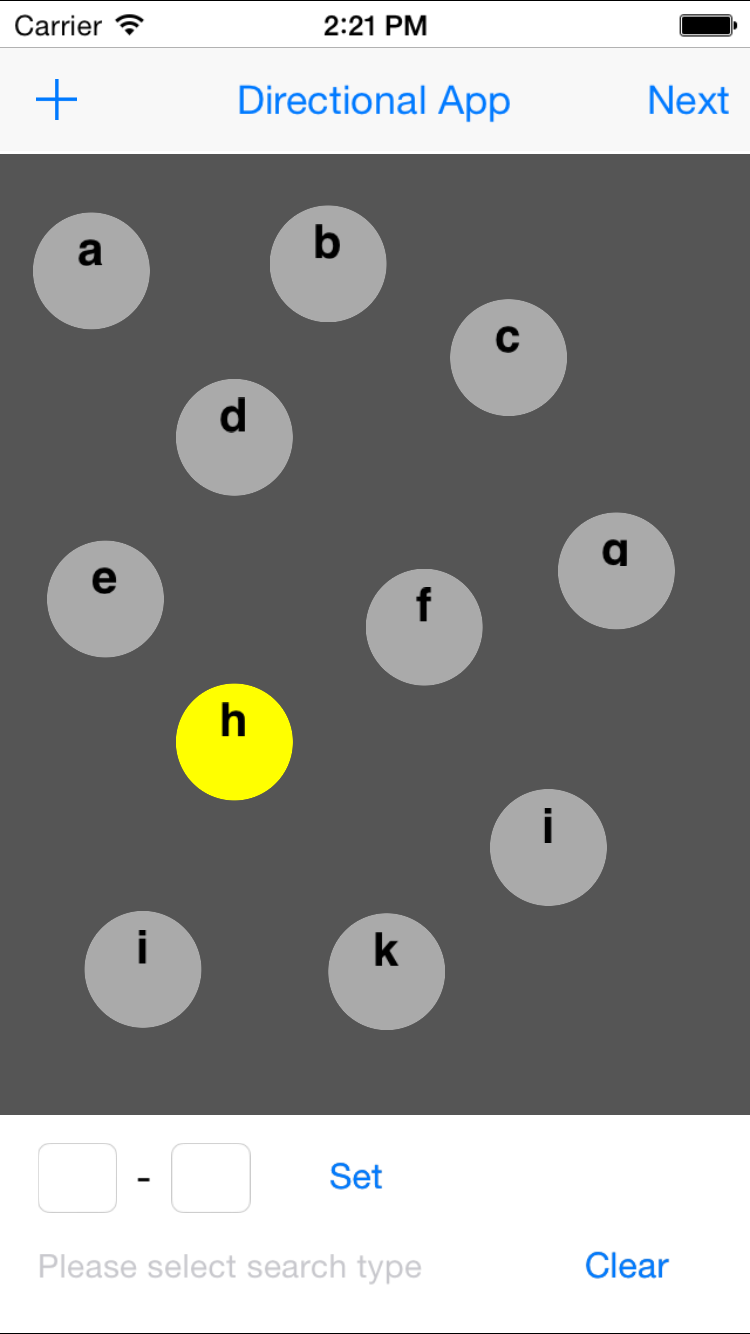 Carrier 2:21 PM
+ Directional App Next
a
b
c
d
e
f
g
h
i
j
k
- Set
Please select search type Clear